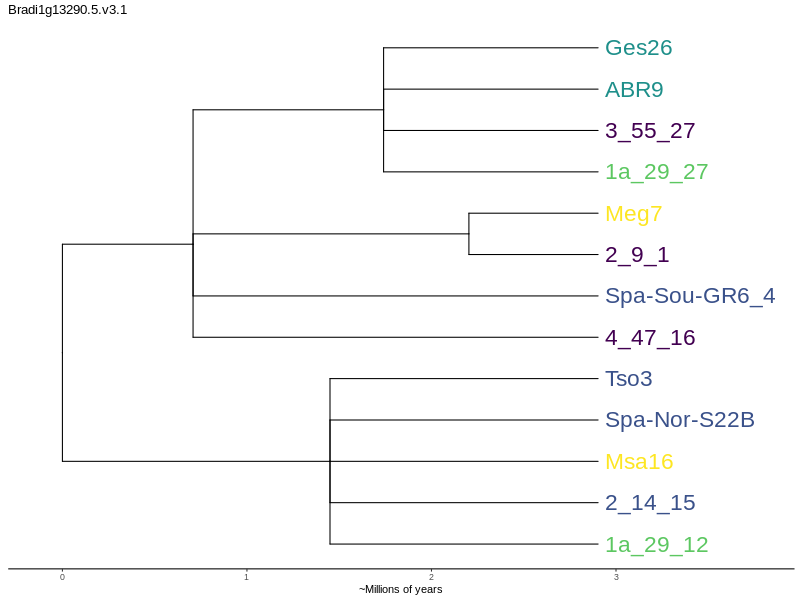 Bradi1g13290.5.v3.1
Ges26
ABR9
3_55_27
1a_29_27
Meg7
2_9_1
Spa-Sou-GR6_4
4_47_16
Tso3
Spa-Nor-S22B
Msa16
2_14_15
1a_29_12
0 1 2 3
~Millions of years